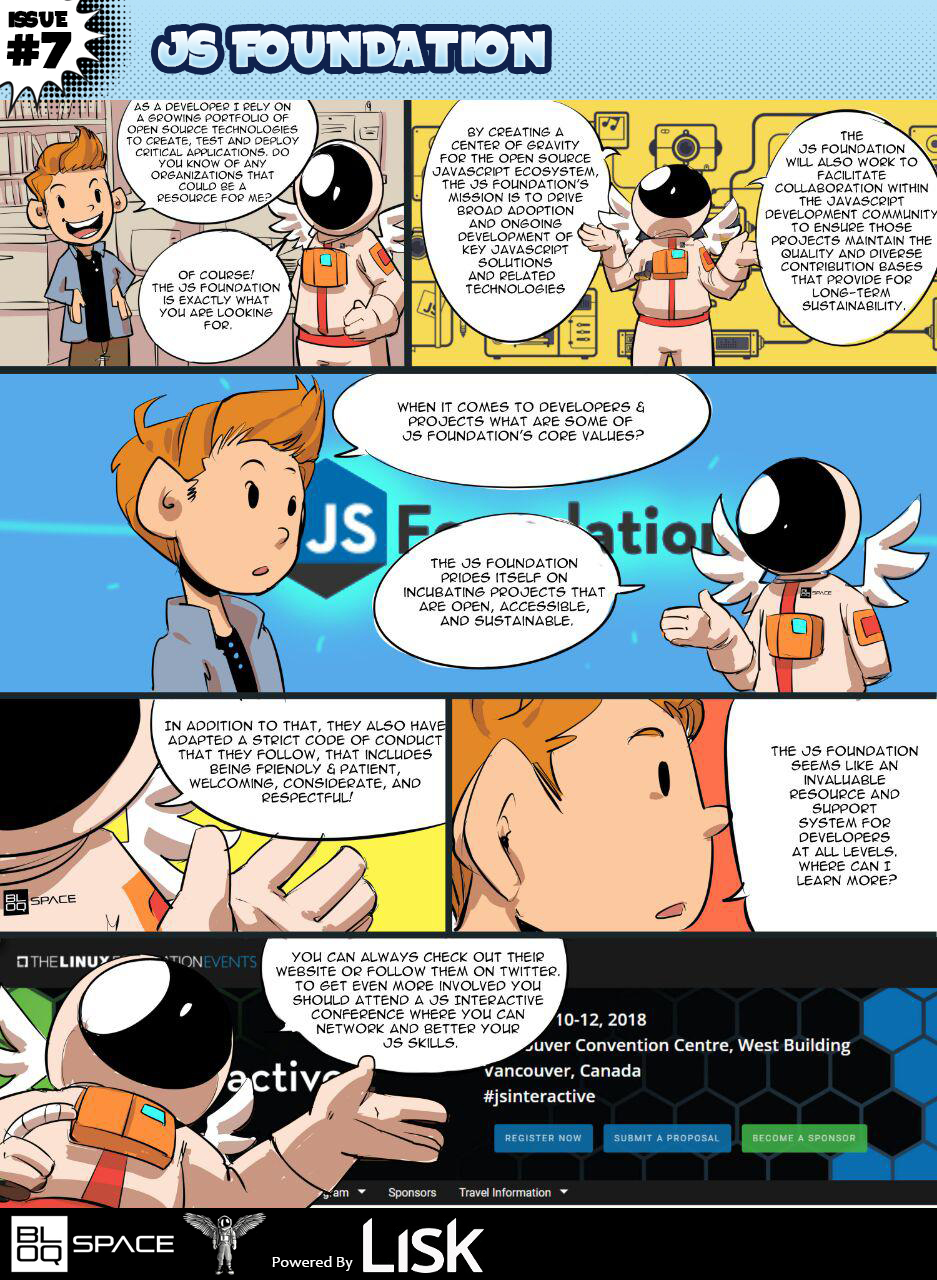 ISSUE
#7
JS FOUNDATION
AS A DEVELOPER I RELY ON
A GROWING PORTFOLIO OF
OPEN SOURCE TECHNOLOGIES
TO CREATE, TEST AND DEPLOY
CRITICAL APPLICATIONS. DO
YOU KNOW OF ANY
ORGANIZATIONS THAT
COULD BE A
RESOURCE FOR ME?
OF COURSE!
THE JS FOUNDATION
IS EXACTLY WHAT
YOU ARE LOOKING
FOR.
BY CREATING A
CENTER OF GRAVITY
FOR THE OPEN SOURCE
JAVASCRIPT ECOSYSTEM,
THE JS FOUNDATION'S
MISSION IS TO DRIVE
BROAD ADOPTION
AND ONGOING
DEVELOPMENT OF
KEY JAVASCRIPT
SOLUTIONS
AND RELATED
TECHNOLOGIES
THE
JS FOUNDATION
WILL ALSO WORK TO
FACILITATE
COLLABORATION WITHIN
THE JAVASCRIPT
DEVELOPMENT COMMUNITY
TO ENSURE THOSE
PROJECTS MAINTAIN THE
QUALITY AND DIVERSE
CONTRIBUTION BASES
THAT PROVIDE FOR
LONG-TERM
SUSTAINABILITY.
JS
WHEN IT COMES TO DEVELOPERS &
PROJECTS WHAT ARE SOME OF
JS FOUNDATION'S CORE VALUES?
JS
THE JS FOUNDATION
PRIDES ITSELF ON
INCUBATING PROJECTS THAT
ARE OPEN, ACCESSIBLE,
AND SUSTAINABLE.
BLOQ SPACE
IN ADDITION TO THAT, THEY ALSO HAVE
ADAPTED A STRICT CODE OF CONDUCT
THAT THEY FOLLOW, THAT INCLUDES
BEING FRIENDLY & PATIENT,
WELCOMING, CONSIDERATE, AND
RESPECTFUL!
BLOQ SPACE
THE JS FOUNDATION
SEEMS LIKE AN
INVALUABLE
RESOURCE AND
SUPPORT
SYSTEM FOR
DEVELOPERS
AT ALL LEVELS.
WHERE CAN I
LEARN MORE?
THE LINUX EVENTS
YOU CAN ALWAYS CHECK OUT THEIR
WEBSITE OR FOLLOW THEM ON TWITTER.
TO GET EVEN MORE INVOLVED YOU
SHOULD ATTEND A JS INTERACTIVE
CONFERENCE WHERE YOU CAN
NETWORK AND BETTER YOUR
JS SKILLS.
10-12, 2018
Convention Centre, West Building
Vancouver, Canada
#jsinteractive
REGISTER NOW
SUBMIT A PROPOSAL
BECOME A SPONSOR
Sponsors
Travel Information
BLOQ SPACE
Powered By LISK